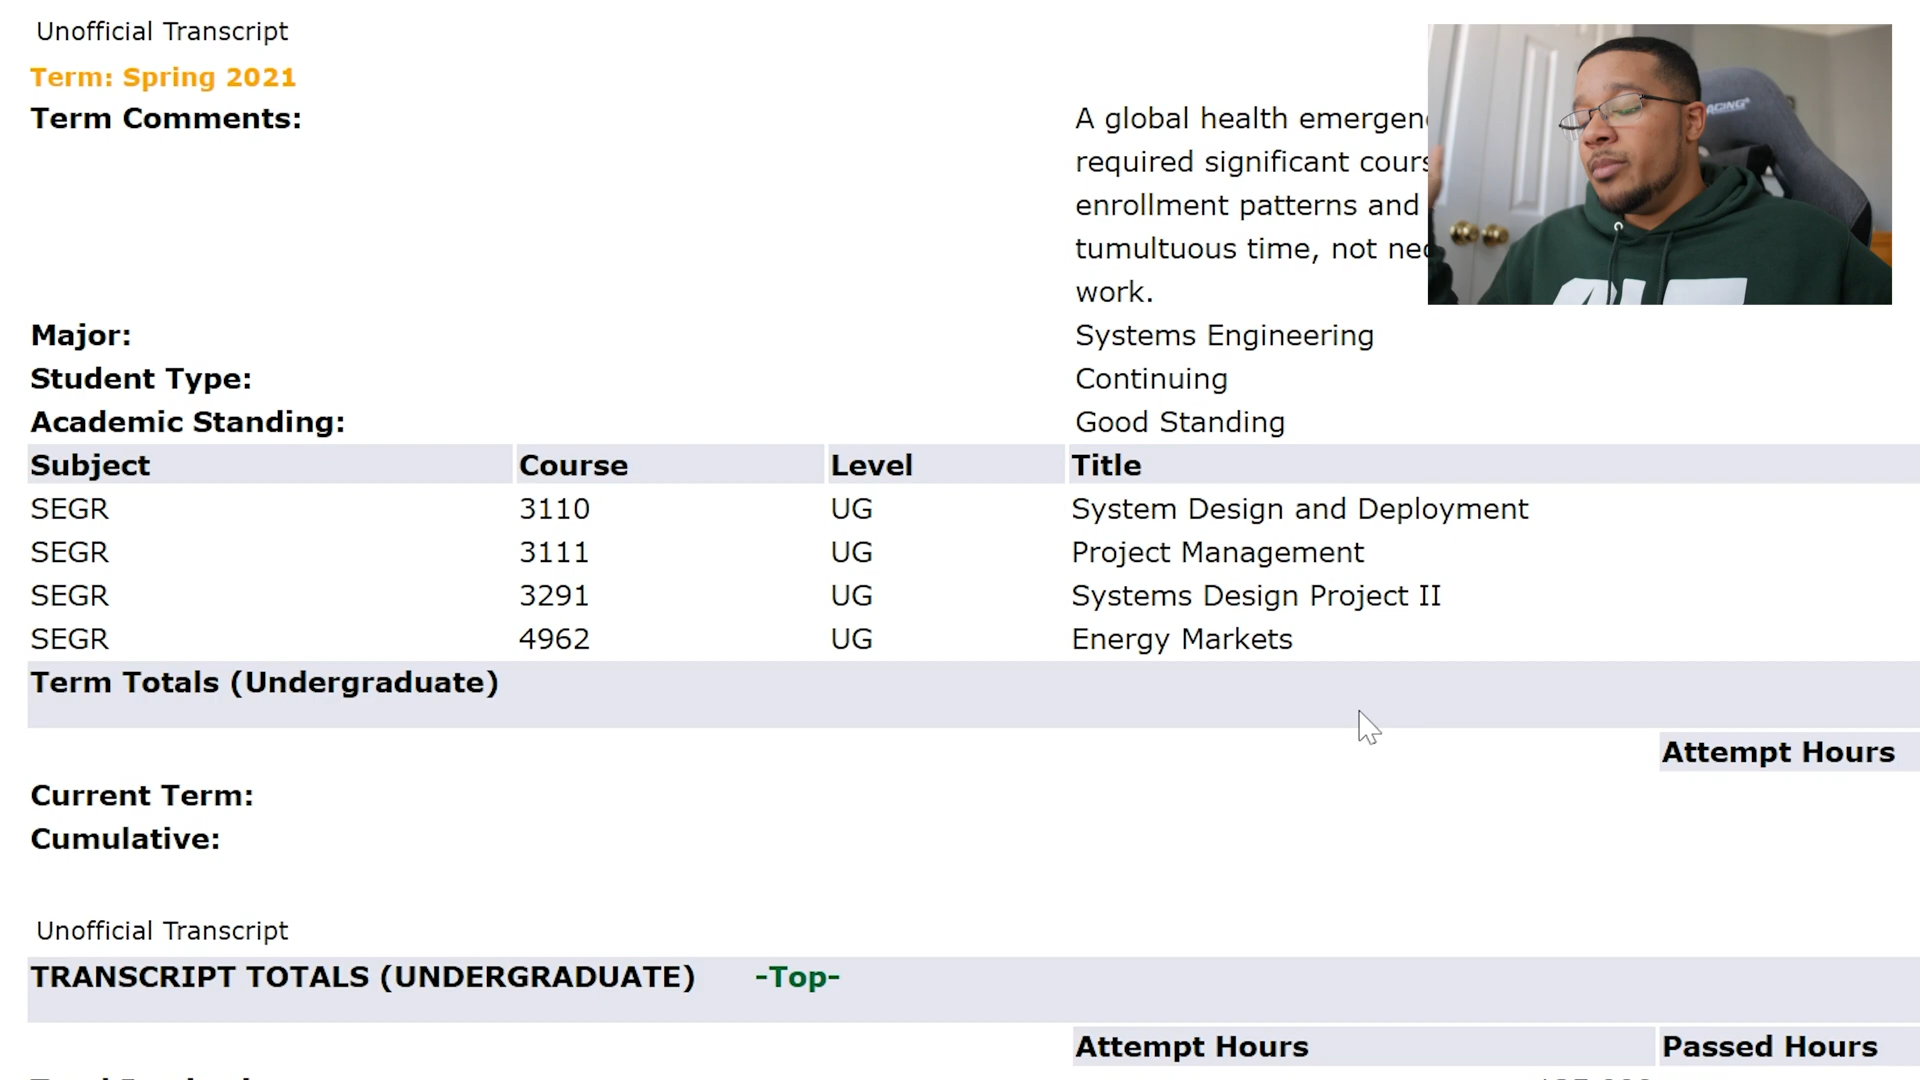 Unofficial Transcript
Term: Spring 2021
Term Comments:
A global health
required significant
enrollment patterns and
tumultuous time, not
work.
Major: Systems Engineering
Student Type: Continuing
Academic Standing: Good Standing
Subject Course Level Title
SEGR 3110 UG System Design and Deployment
SEGR 3111 UG Project Management
SEGR 3291 UG Systems Design Project II
SEGR 4962 UG Energy Markets
Term Totals (Undergraduate)
Attempt Hours
Current Term:
Cumulative:
Unofficial Transcript
TRANSCRIPT TOTALS (UNDERGRADUATE) -Top-
Attempt Hours Passed Hours